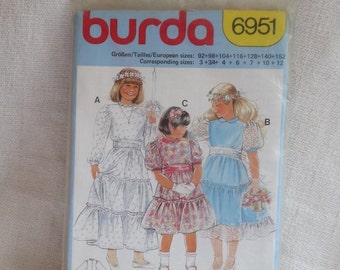 burda 6951
Größen/Taille/European sizes: 92•98•104•116•128•140•152
Corresponding sizes: 3•3½•4•6•7•10•12
A
C
B